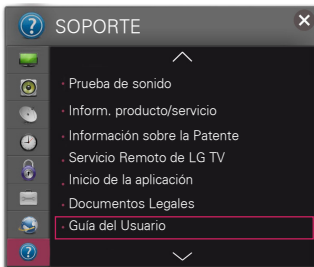 SOPORTE
Prueba de sonido
Inform. producto/servicio
Información sobre la Patente
Servicio Remoto de LG TV
Inicio de la aplicación
Documentos Legales
Guía del Usuario